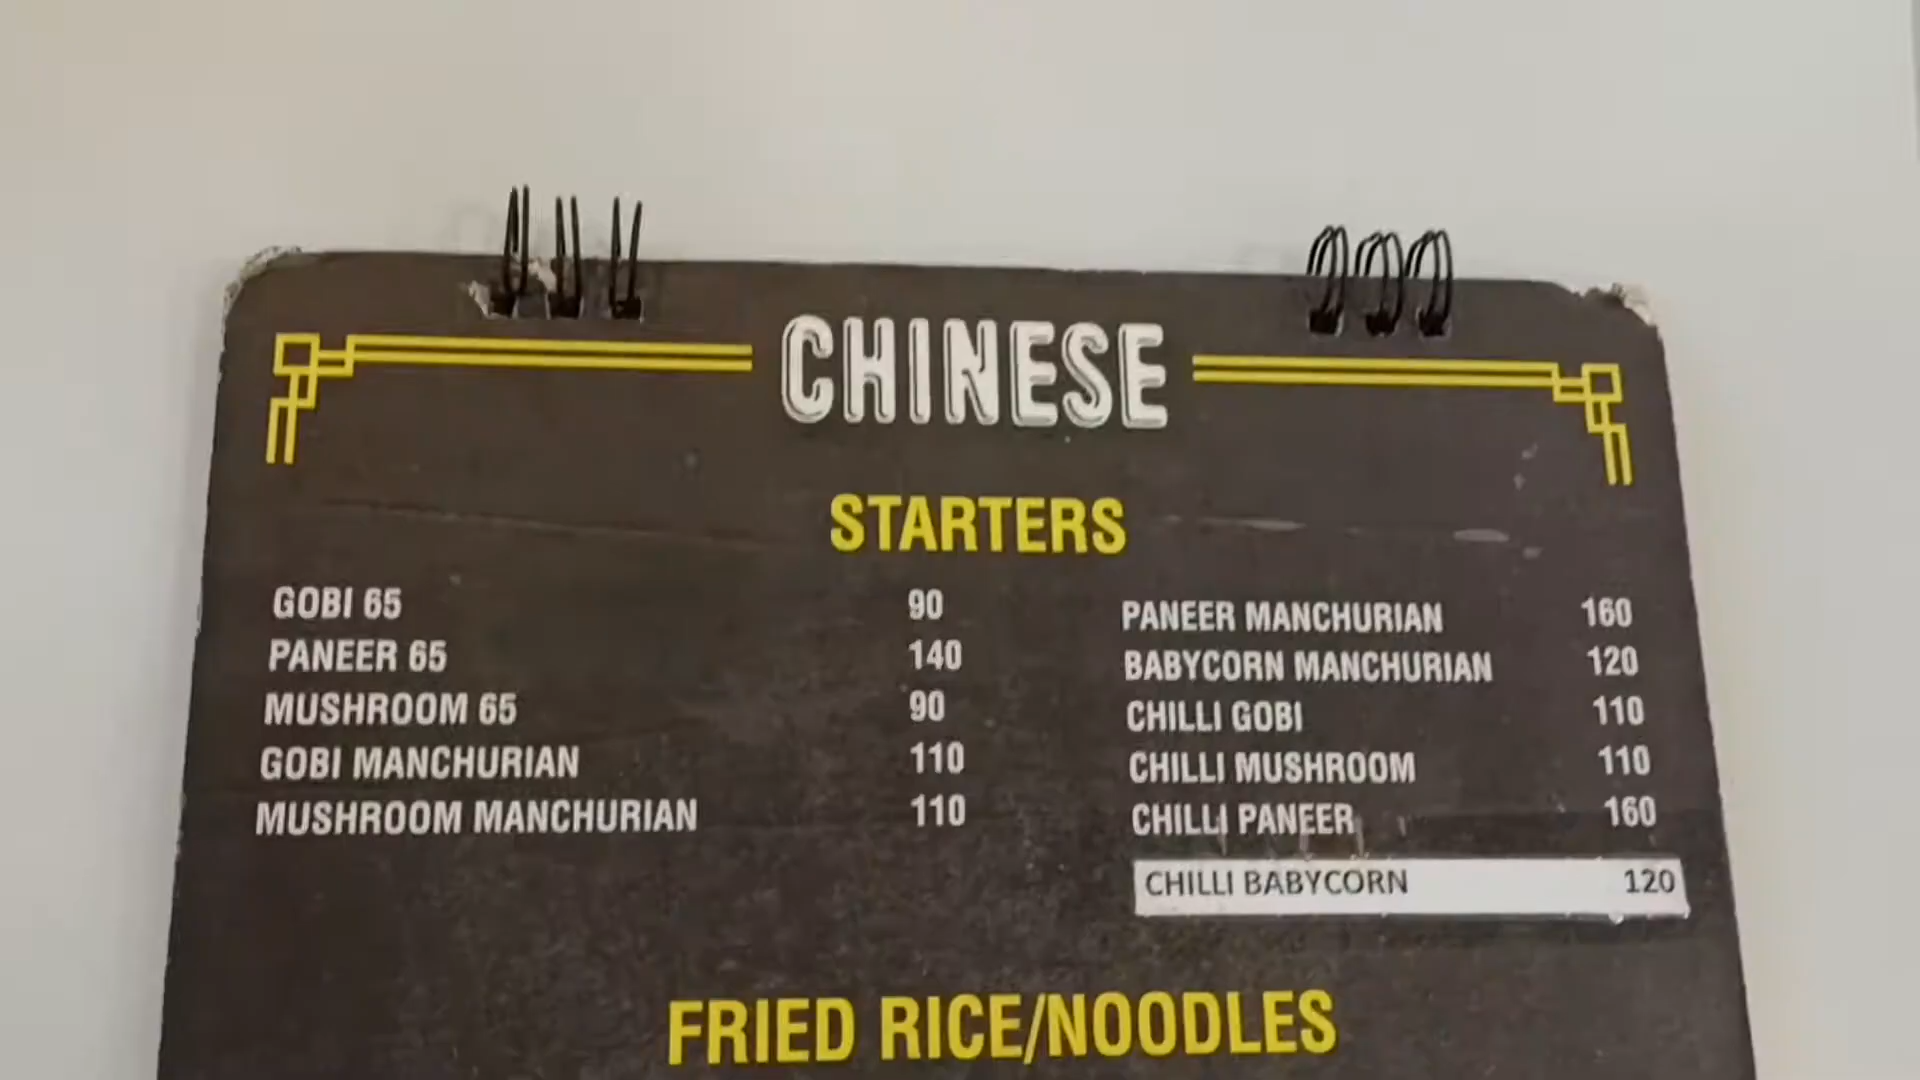 CHINESE
STARTERS
GOBI 65 90
PANEER 65 140
MUSHROOM 65 90
GOBI MANCHURIAN 110
MUSHROOM MANCHURIAN 110
PANEER MANCHURIAN 160
BABYCORN MANCHURIAN 120
CHILLI GOBI 110
CHILLI MUSHROOM 110
CHILLI PANEER 160
CHILLI BABYCORN 120
FRIED RICE/NOODLES